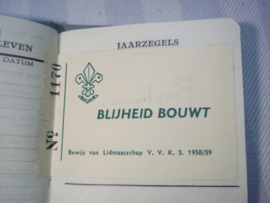 LEVEN
DATUM
JAARZEGELS
No 1170
BLIJHEID BOUWT
Bewijs van Lidmaatschap V. V. K. S. 1958/59